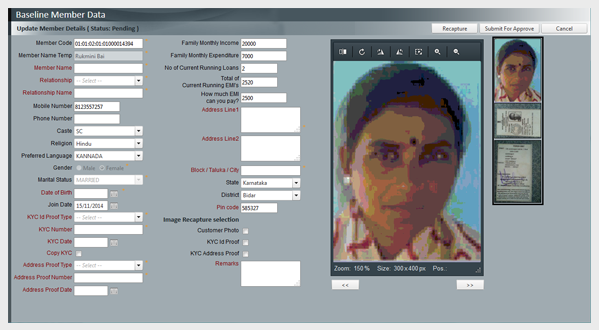 Baseline Member Data
Update Member Details ( Status: Pending )
Recapture
Submit For Approve
Cancel
Member Code 01:01:02:01:01000014394
Member Name Temp Rukmini Bai
Member Name
Relationship -- Select --
Relationship Name
Mobile Number 8123557257
Phone Number
Caste SC
Religion Hindu
Preferred Language KANNADA
Gender Male Female
Marital Status MARRIED
Date of Birth
Join Date 15/11/2014
KYC Id Proof Type -- Select --
KYC Number
KYC Date
Copy KYC
Address Proof Type -- Select --
Address Proof Number
Address Proof Date
Family Monthly Income 20000
Family Monthly Expenditure 7000
No of Current Running Loans 2
Total of
Current Running EMI's 2520
How much EMI
can you pay? 2500
Address Line1
Address Line2
Block / Taluka / City
State Karnataka
District Bidar
Pin code 585327
Image Recapture selection
Customer Photo
KYC Id Proof
KYC Address Proof
Remarks
Zoom: 150 % Size: 300 x 400 px Pos.:
<<
>>